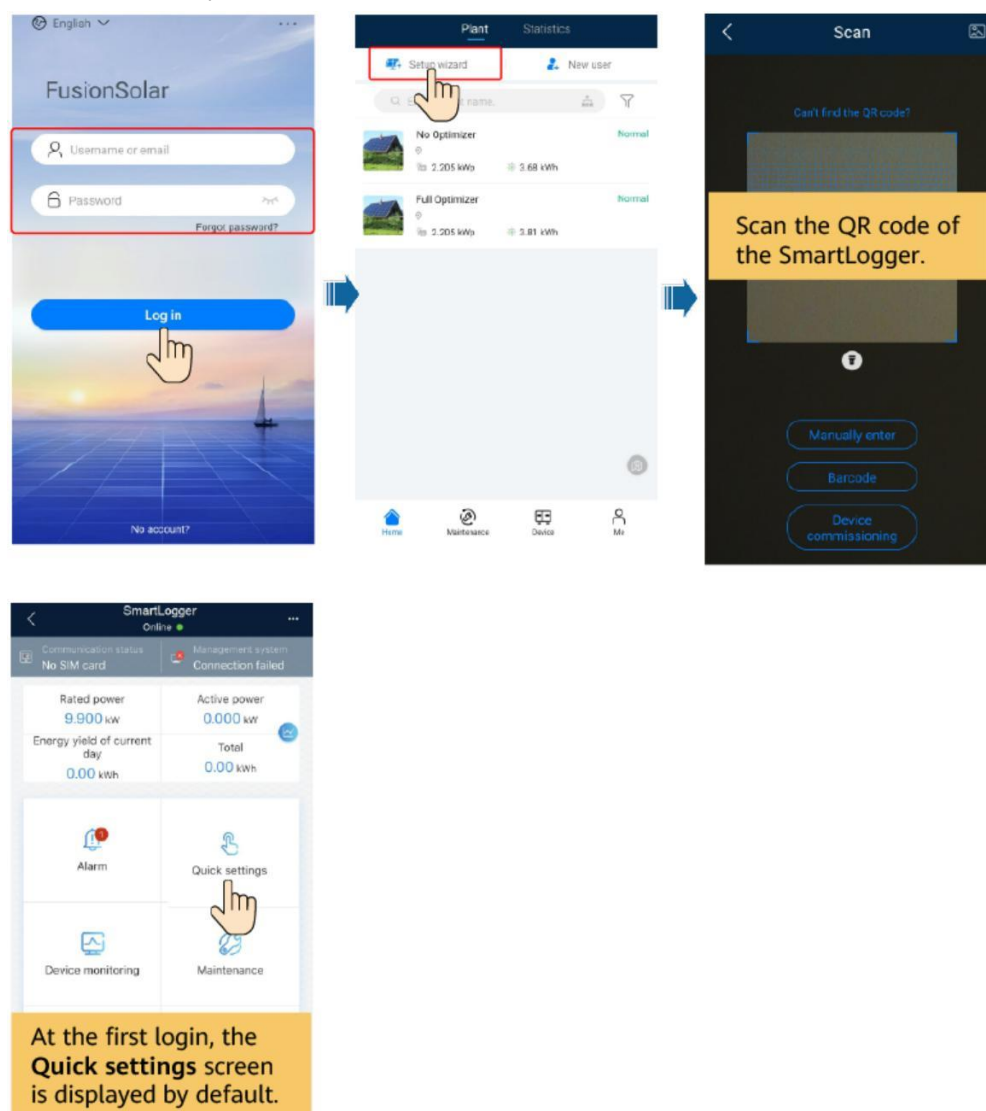 English
FusionSolar
Username or email
Password
Forgot password?
Log in
No account?
Plant Statistics
Setup wizard New user
name.
No Optimizer Normal
2.205 kWp 3.68 kWh
Full Optimizer Normal
2.205 kWp 3.81 kWh
Home Maintenance Device Me
Scan
Can't find the QR code?
Scan the QR code of
the SmartLogger.
Manually enter
Barcode
Device
commissioning
SmartLogger
Online
Communication status Management system
No SIM card Connection failed
Rated power Active power
9.900 kW 0.000 kW
Energy yield of current
day
0.00 kWh
Total
0.00 kWh
Alarm Quick settings
Device monitoring Maintenance
At the first login, the
Quick settings screen
is displayed by default.